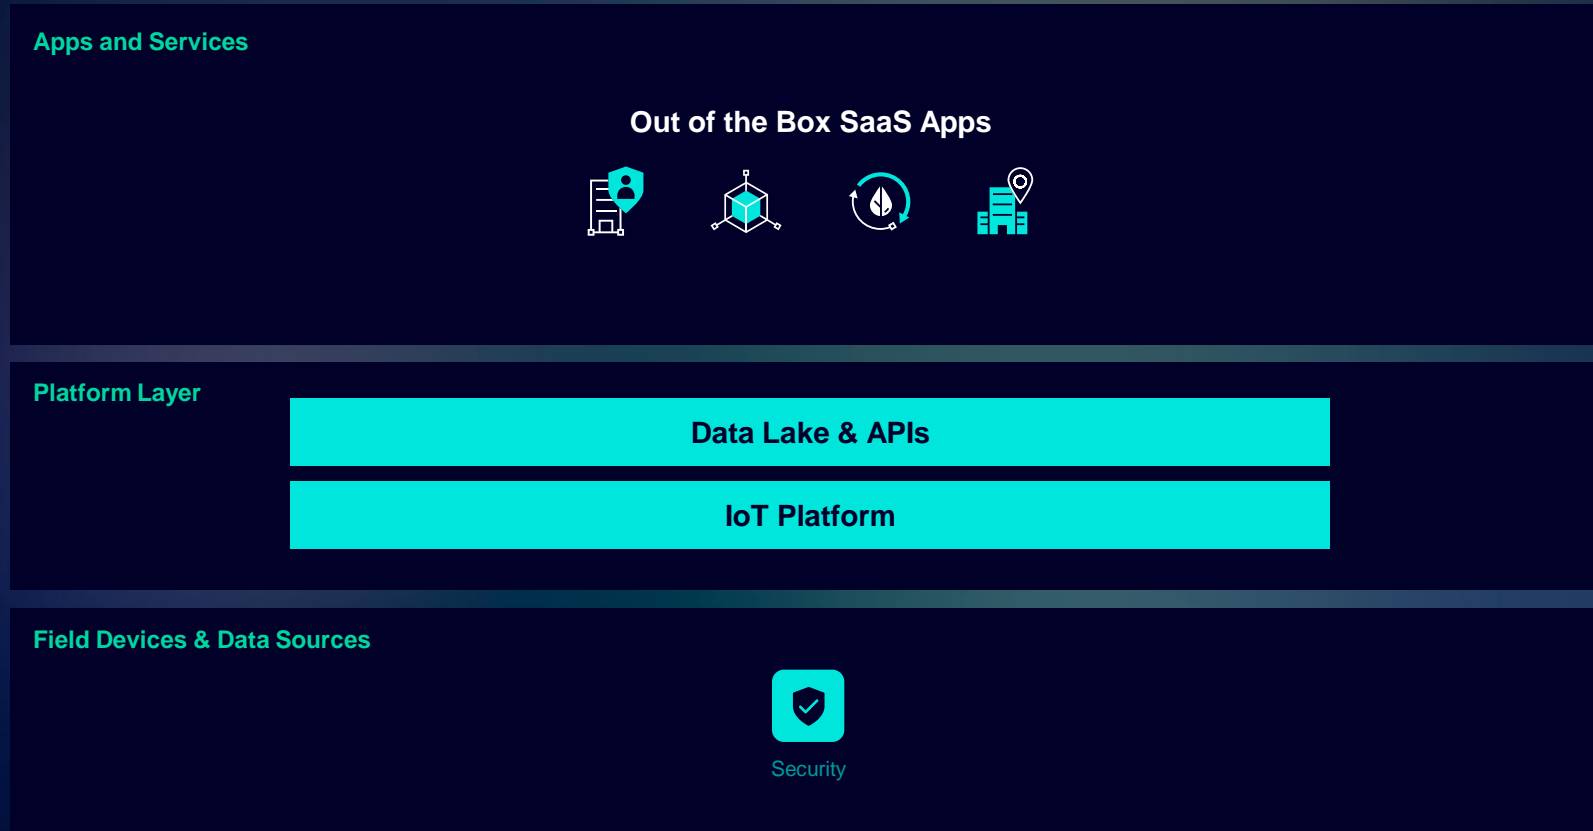 Apps and Services
Out of the Box SaaS Apps
Platform Layer
Data Lake & APIs
IoT Platform
Field Devices & Data Sources
Security